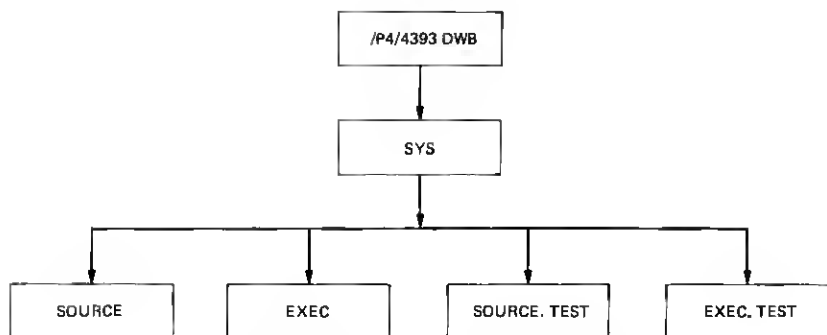 /P4/4393 DWB
SYS
SOURCE
EXEC
SOURCE. TEST
EXEC. TEST